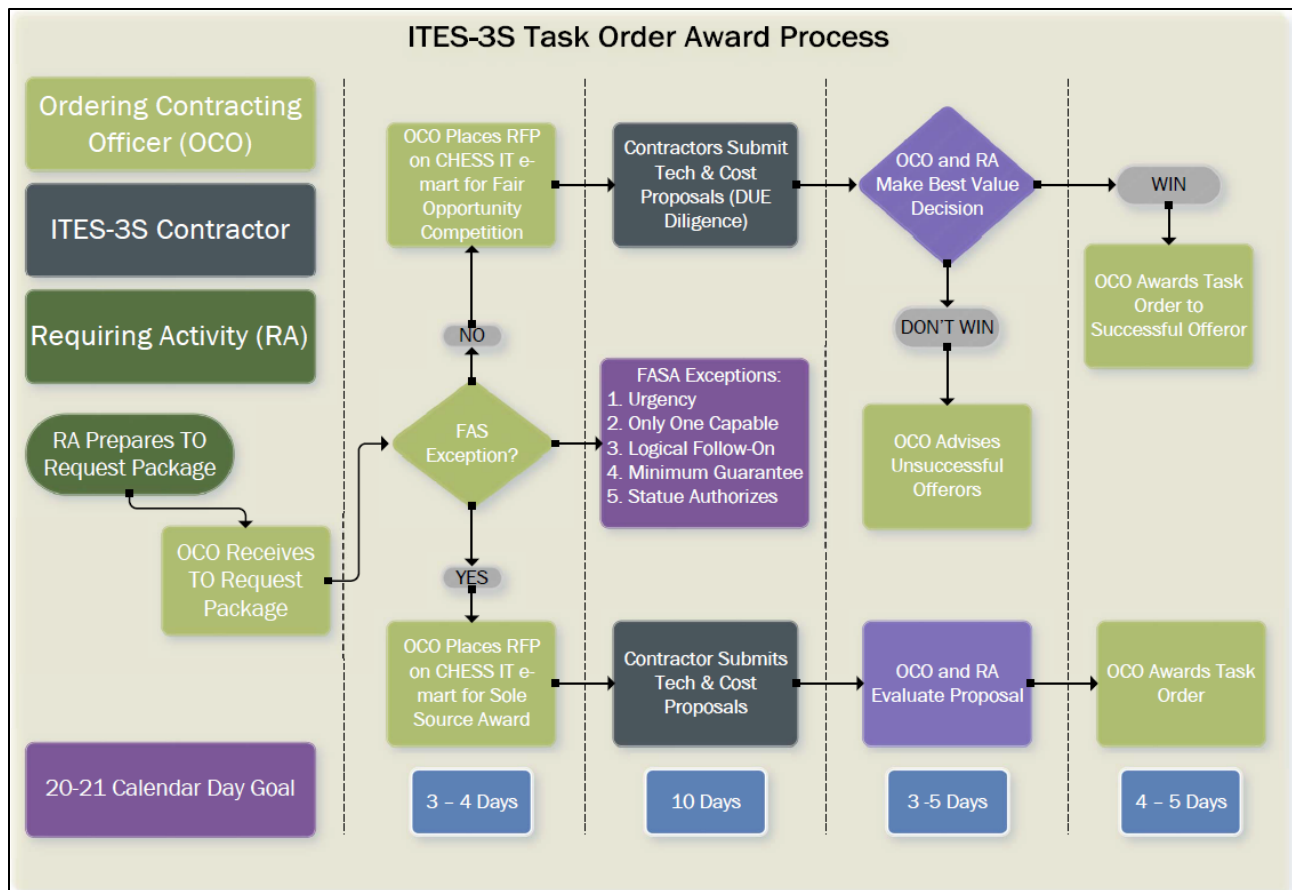 ITES-3S Task Order Award Process
Ordering Contracting
Officer (OCO)
ITES-3S Contractor
Requiring Activity (RA)
RA Prepares TO
Request Package
OCO Receives
TO Request
Package
20-21 Calendar Day Goal
OCO Places RFP
on CHESS IT e-
mart for Fair
Opportunity
Competition
NO
FAS
Exception?
YES
OCO Places RFP
on CHESS IT e-
mart for Sole
Source Award
3 – 4 Days
Contractors Submit
Tech & Cost
Proposals (DUE
Diligence)
FASA Exceptions:
1. Urgency
2. Only One Capable
3. Logical Follow-On
4. Minimum Guarantee
5. Statue Authorizes
Contractor Submits
Tech & Cost
Proposals
10 Days
OCO and RA
Make Best Value
Decision
DON'T WIN
OCO Advises
Unsuccessful
Offerors
OCO and RA
Evaluate Proposal
3 -5 Days
WIN
OCO Awards Task
Order to
Successful Offeror
OCO Awards Task
Order
4 – 5 Days